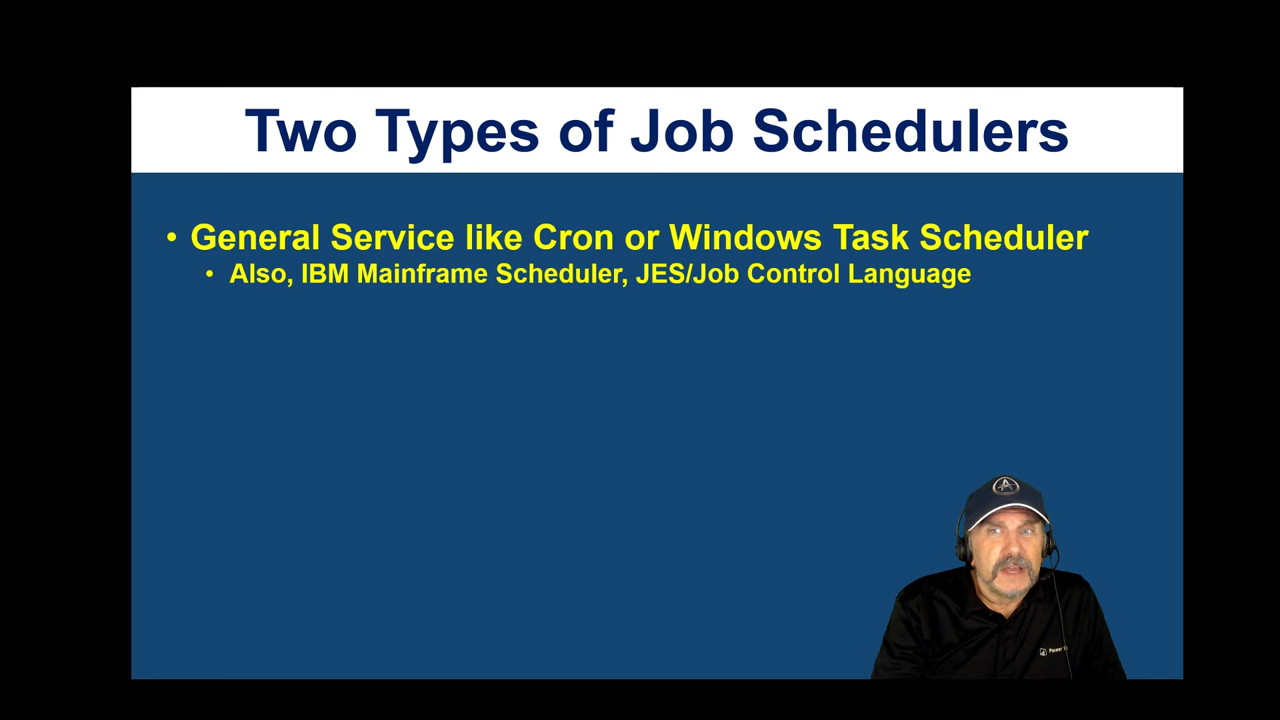 Two Types of Job Schedulers
• General Service like Cron or Windows Task Scheduler
• Also, IBM Mainframe Scheduler, JES/Job Control Language